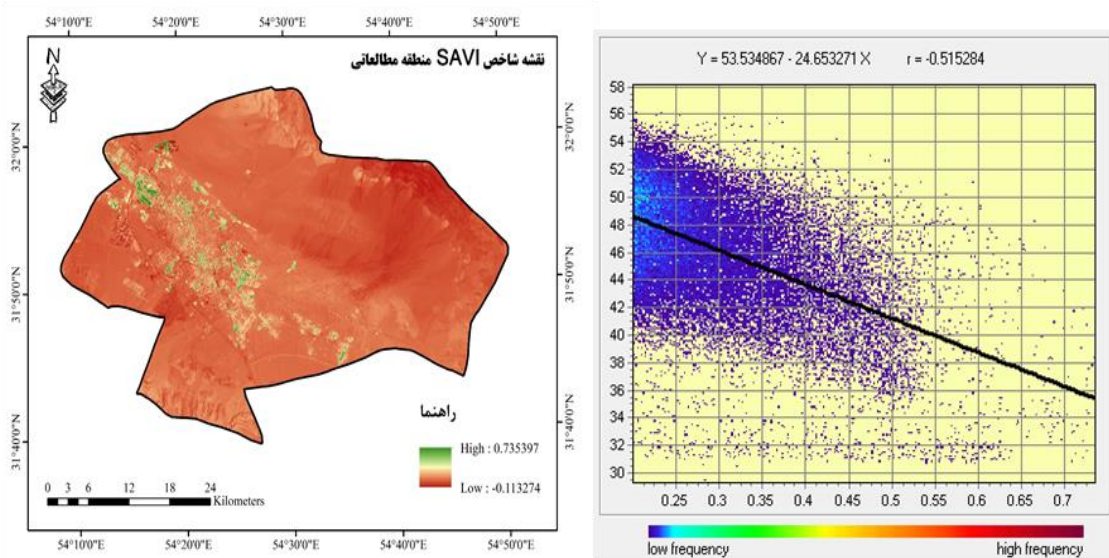 54°10'0"E 54°20'0"E 54°30'0"E 54°40'0"E 54°50'0"E
نقشه شاخص SAVI منطقه مطالعاتی
N
32°0'0"N
31°50'0"N
31°40'0"N
32°0'0"N
31°50'0"N
31°40'0"N
راهنما
High : 0.735397
Low : -0.113274
0 3 6 12 18 24
Kilometers
54°10'0"E 54°20'0"E 54°30'0"E 54°40'0"E 54°50'0"E
Y = 53.534867 - 24.653271 X r = -0.515284
58
56
54
52
50
48
46
44
42
40
38
36
34
32
30
0.25 0.3 0.35 0.4 0.45 0.5 0.55 0.6 0.65 0.7
low frequency high frequency